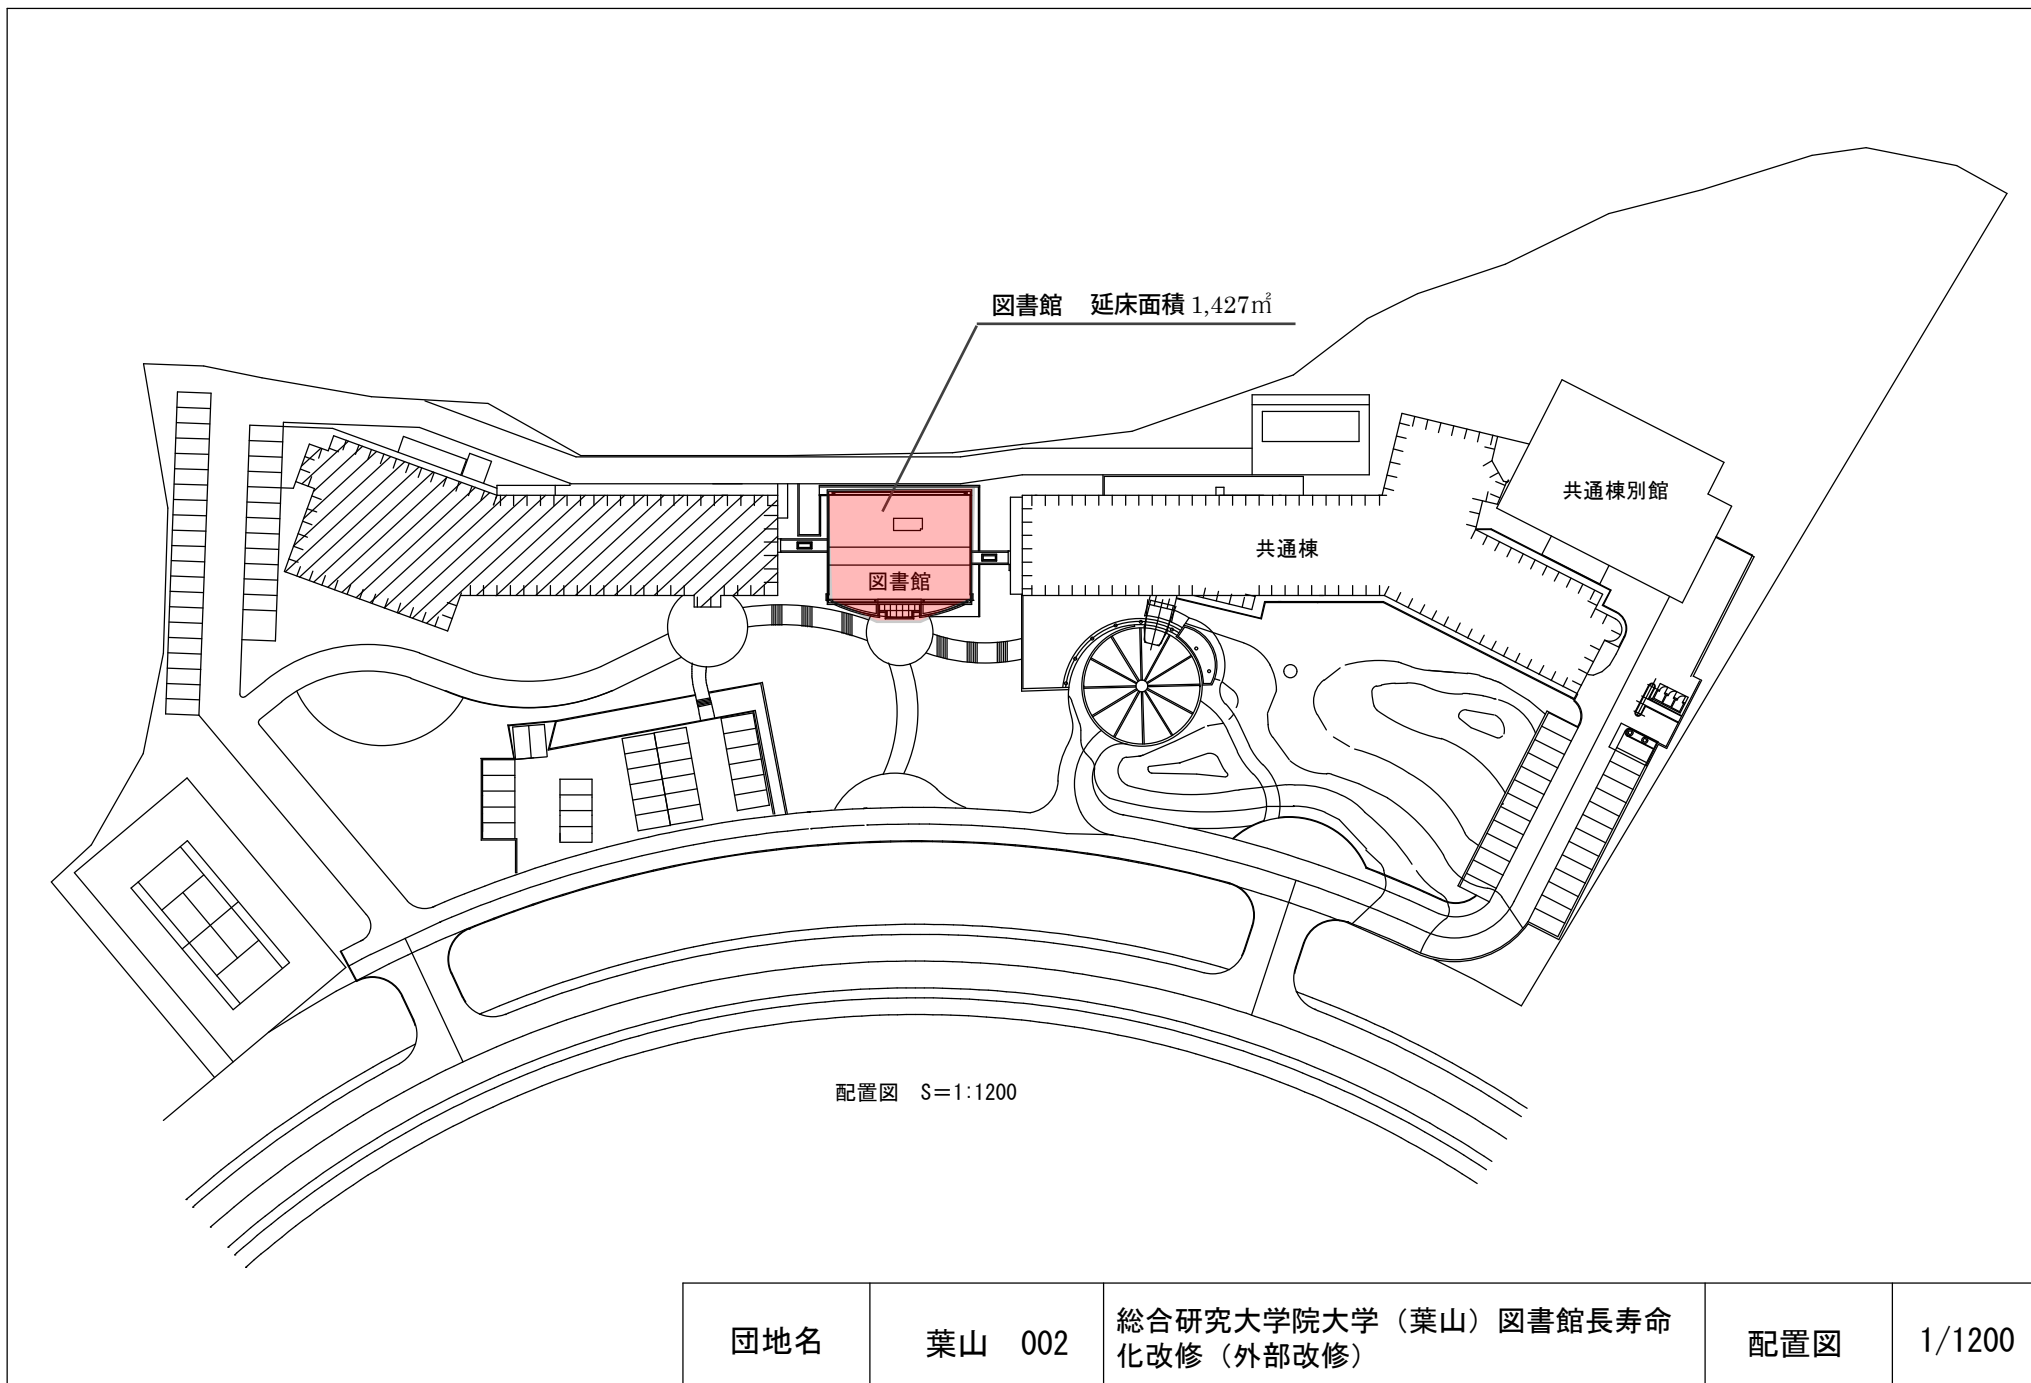 図書館　延床面積 1,427㎡
共通棟別館
共通棟
図書館
配置図　S＝1:1200
団地名
葉山　002
総合研究大学院大学（葉山）図書館長寿命
化改修（外部改修）
配置図
1/1200